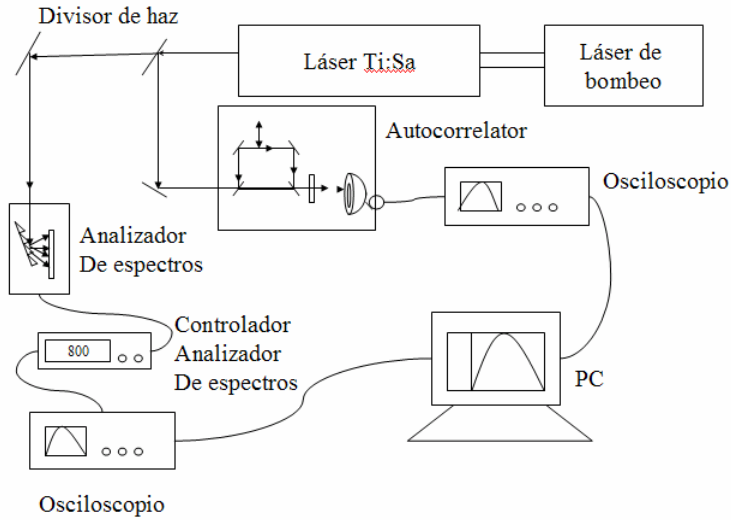 Divisor de haz
Láser Ti:Sa
Láser de
bombeo
Autocorrelator
Osciloscopio
Analizador
De espectros
800
Controlador
Analizador
De espectros
PC
Osciloscopio